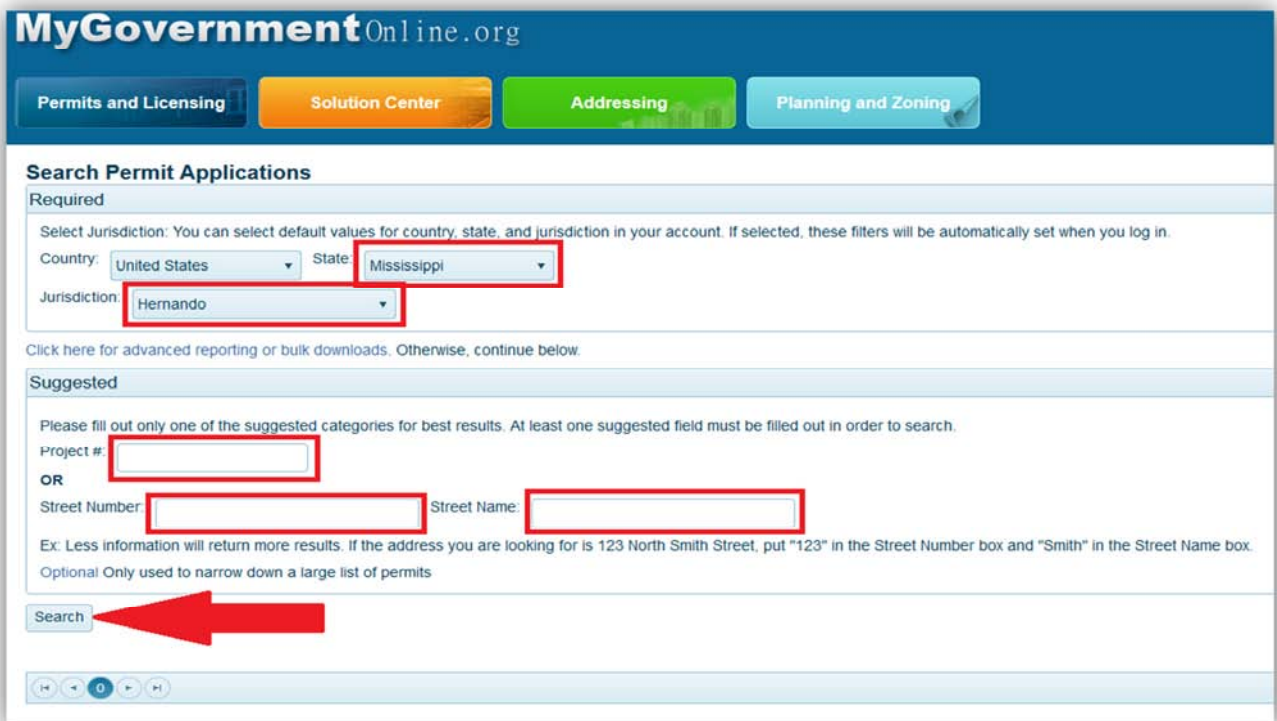 MyGovernmentOnline.org
Permits and Licensing Solution Center Addressing Planning and Zoning
Search Permit Applications
Required
Select Jurisdiction: You can select default values for country, state, and jurisdiction in your account. If selected, these filters will be automatically set when you log in.
Country: United States State: Mississippi
Jurisdiction: Hernando
Click here for advanced reporting or bulk downloads. Otherwise, continue below.
Suggested
Please fill out only one of the suggested categories for best results. At least one suggested field must be filled out in order to search.
Project #:
OR
Street Number: Street Name:
Ex: Less information will return more results. If the address you are looking for is 123 North Smith Street, put "123" in the Street Number box and "Smith" in the Street Name box.
Optional Only used to narrow down a large list of permits
Search
0